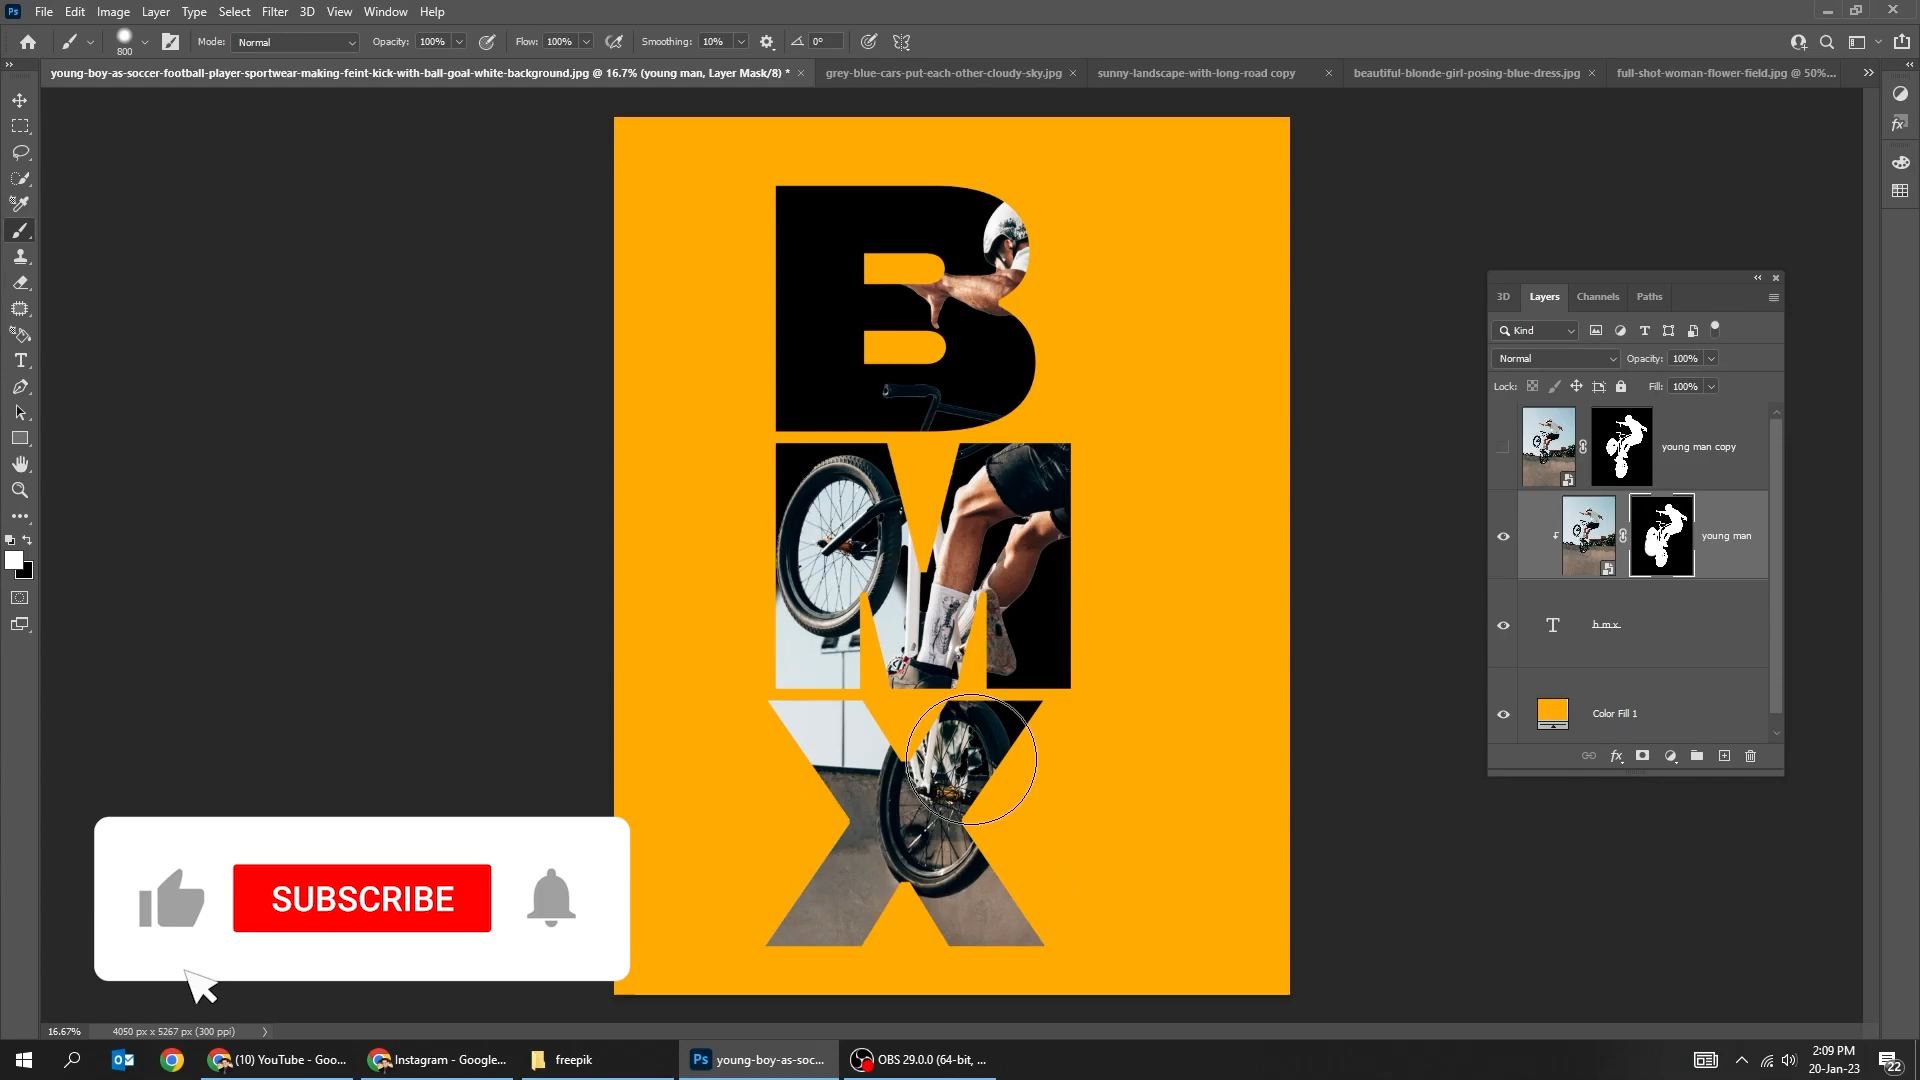 Ps File Edit Image Layer Type Select Filter 3D View Window Help
800 Mode: Normal Opacity: 100% Flow: 100% Smoothing: 10% 0°
young-boy-as-soccer-football-player-sportwear-making-feint-kick-with-ball-goal-white-background.jpg @ 16.7% (young man, Layer Mask/8) * grey-blue-cars-put-each-other-cloudy-sky.jpg sunny-landscape-with-long-road copy beautiful-blonde-girl-posing-blue-dress.jpg full-shot-woman-flower-field.jpg @ 50%...
B
M
X
3D Layers Channels Paths
Kind
Normal Opacity: 100%
Lock: Fill: 100%
young man copy
young man
b m x
Color Fill 1
SUBSCRIBE
16.67% 4050 px x 5267 px (300 ppi)
(10) YouTube - Goo... Instagram - Google... freepik Ps young-boy-as-soc... OBS 29.0.0 (64-bit, ...
2:09 PM
20-Jan-23
22